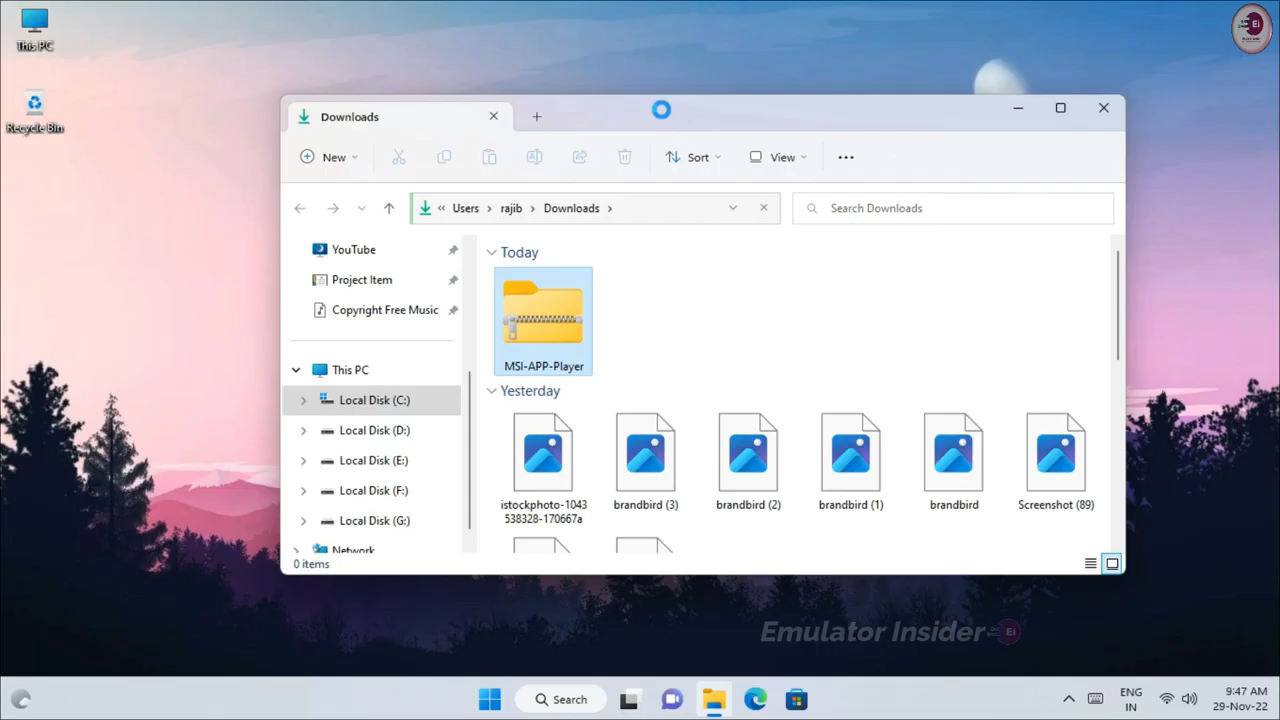 This PC
Recycle Bin
Ei
Downloads
New
Sort
View
« Users > rajib > Downloads >
Search Downloads
YouTube
Project Item
Copyright Free Music
This PC
Local Disk (C:)
Local Disk (D:)
Local Disk (E:)
Local Disk (F:)
Local Disk (G:)
Network
Today
MSI-APP-Player
Yesterday
istockphoto-1043
538328-170667a
brandbird (3)
brandbird (2)
brandbird (1)
brandbird
Screenshot (89)
0 items
Emulator Insider Ei
Search
ENG
IN
9:47 AM
29-Nov-22